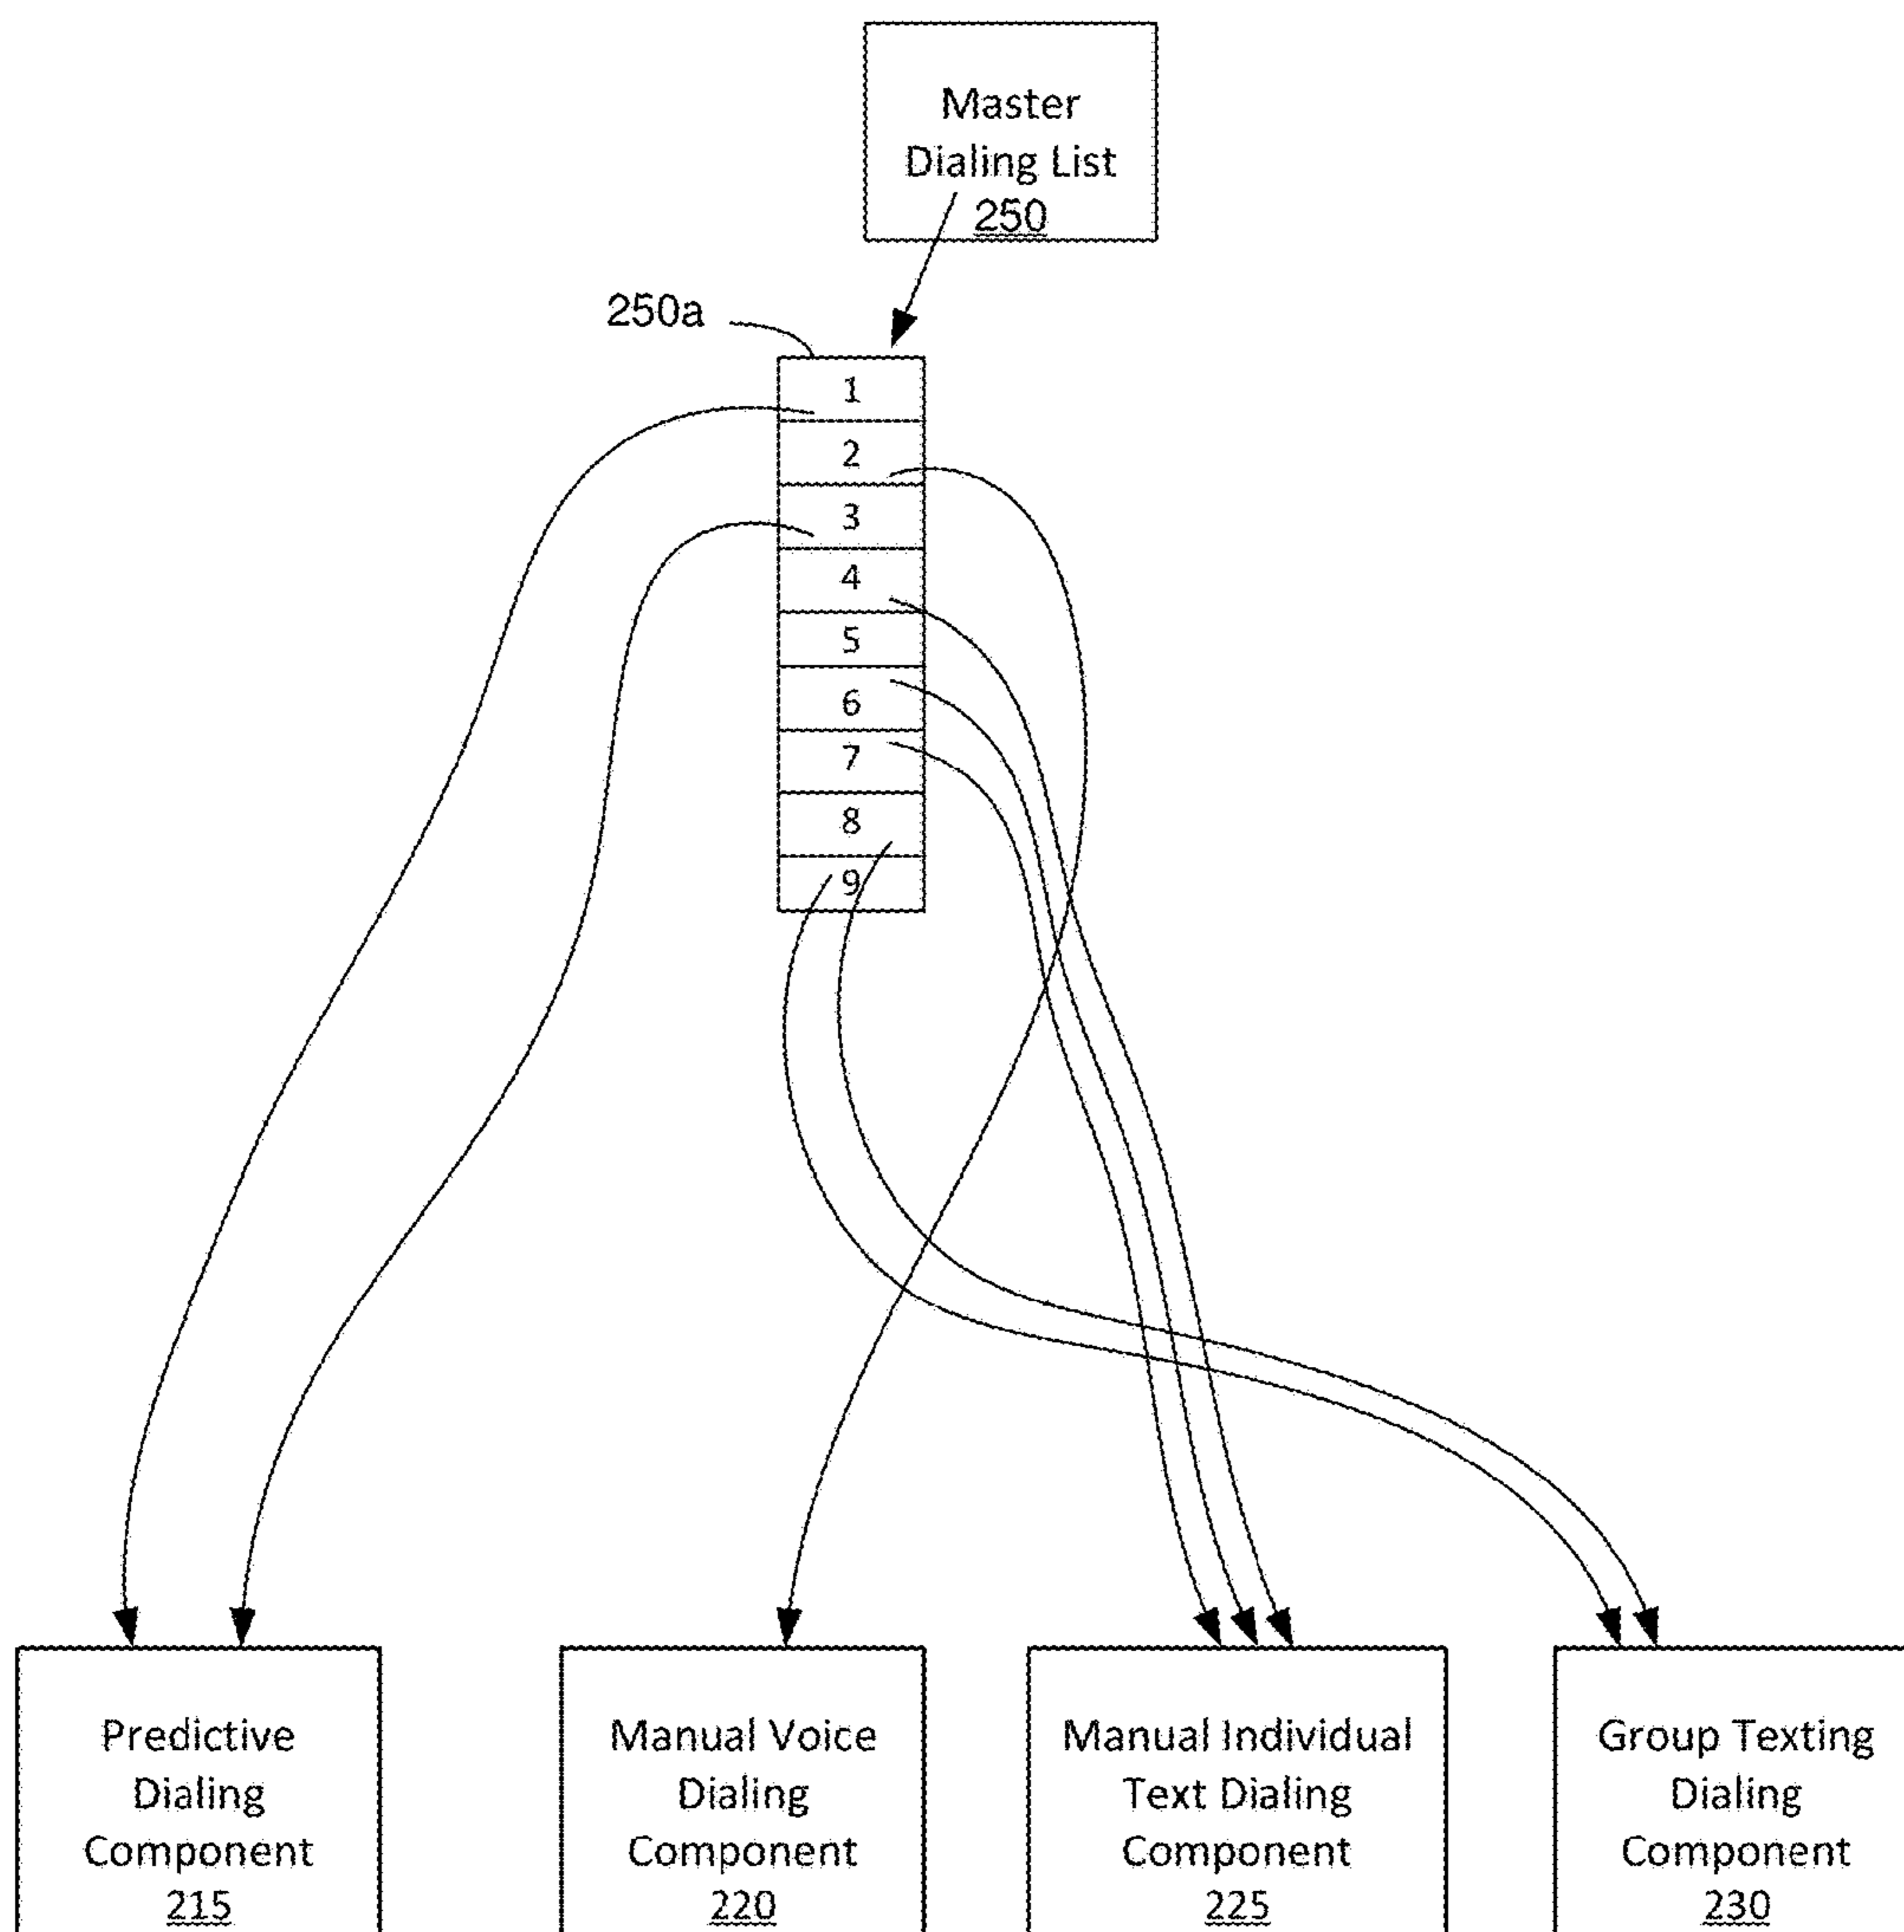 Master
Dialing List
250
250a
1
2
3
4
5
6
7
8
9
Predictive
Dialing
Component
215
Manual Voice
Dialing
Component
220
Manual Individual
Text Dialing
Component
225
Group Texting
Dialing
Component
230